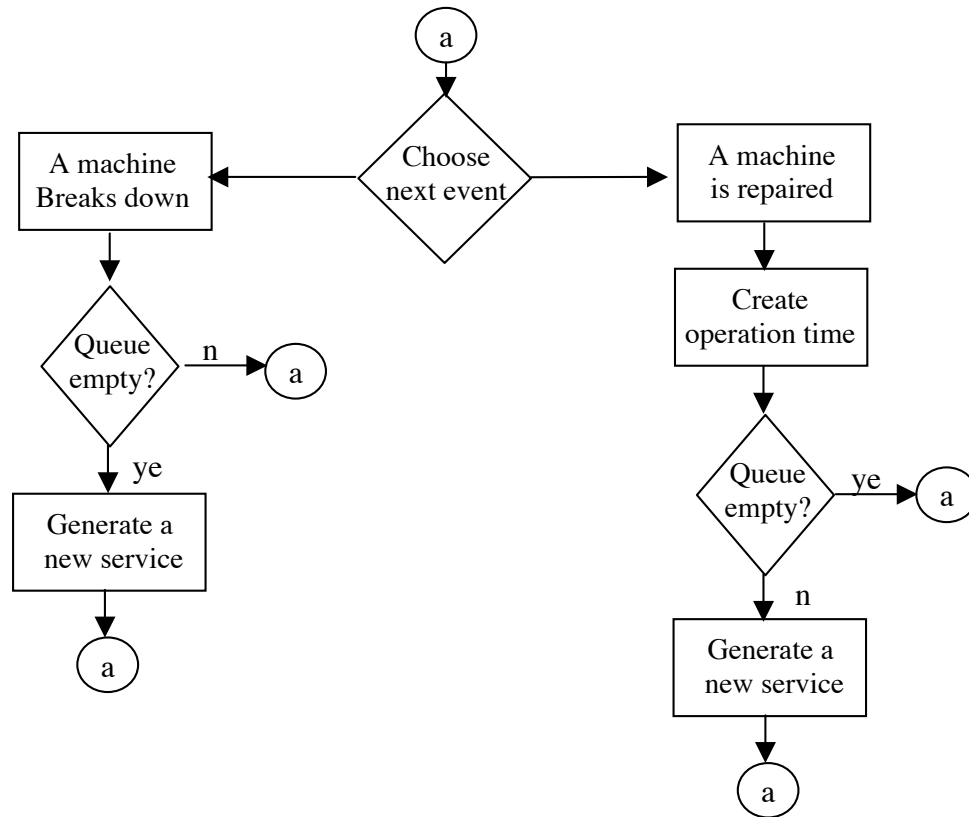 a
Choose
next event
A machine
Breaks down
Queue
empty?
n
a
ye
Generate a
new service
a
A machine
is repaired
Create
operation time
Queue
empty?
ye
a
n
Generate a
new service
a